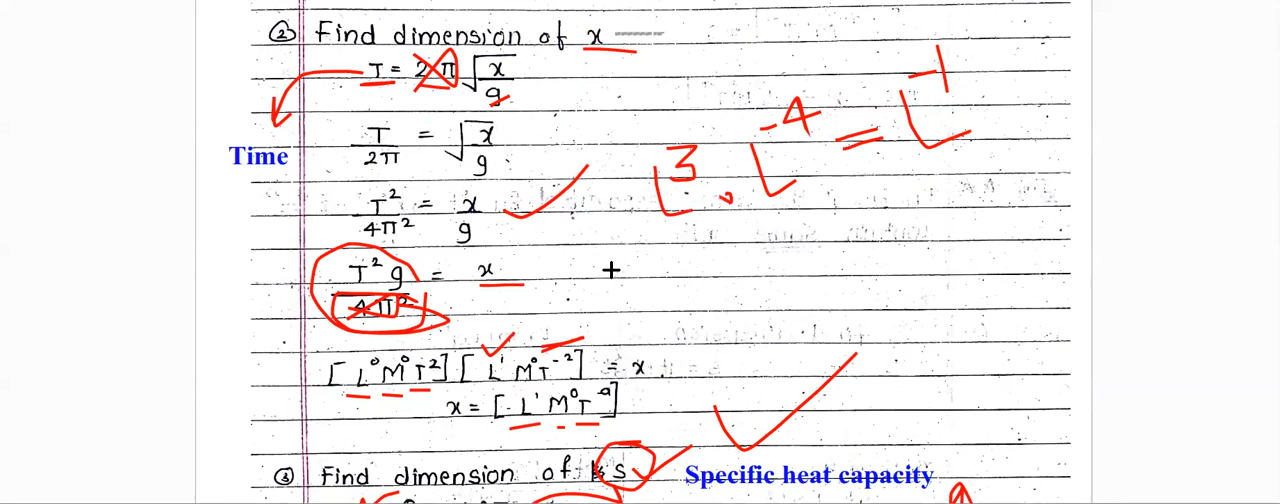 ② Find dimension of x
T = 2π √x/g
Time
T/2π = √x/g
L³ . L⁻⁴ = L⁻¹
T²/4π² = x/g
T²g/4π² = x
[L⁰M⁰T²] [L¹M⁰T⁻²] = x
x = [L¹M⁰T⁰]
③ Find dimension of s
Specific heat capacity